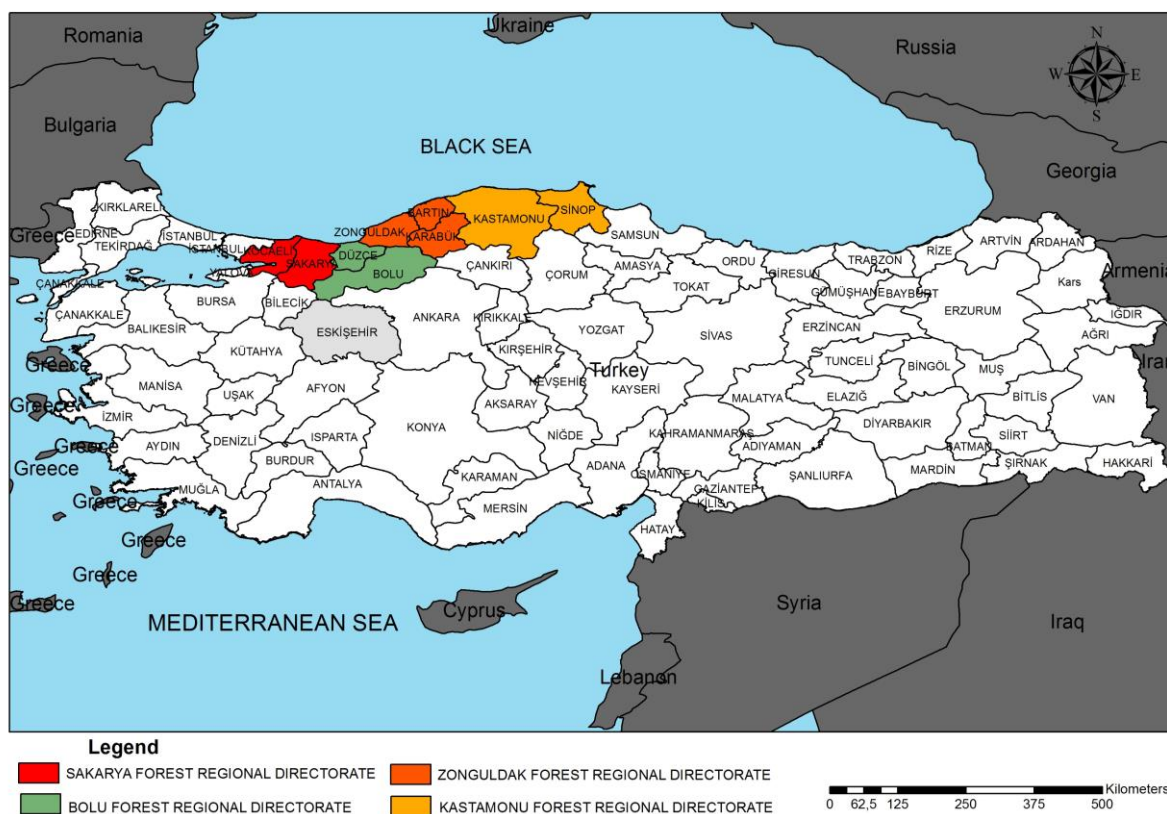 Romania
Ukraine
Russia
N
W E
S
Bulgaria
BLACK SEA
Georgia
KIRKLARELİ
EDİRNE
TEKİRDAĞ
İSTANBUL
İSTANBUL
KOCAELİ
SAKARYA
YALOVA
DÜZCE
BOLU
ZONGULDAK
BARTIN
KARABÜK
KASTAMONU
SİNOP
SAMSUN
ÇANKIRI
ÇORUM
AMASYA
ORDU
TOKAT
GİRESUN
TRABZON
GÜMÜŞHANE
BAYBURT
RİZE
ARTVİN
ARDAHAN
Kars
Armenia
IĞDIR
AĞRI
Iran
ERZURUM
ERZİNCAN
Greece
ÇANAKKALE
ÇANAKKALE
BURSA
BİLECİK
BALIKESİR
ESKİŞEHİR
ANKARA
KIRIKKALE
YOZGAT
SİVAS
KÜTAHYA
KIRŞEHİR
NEVŞEHİR
Turkey
KAYSERİ
TUNCELİ
BİNGÖL
MUŞ
Greece
MANİSA
UŞAK
AFYON
KONYA
AKSARAY
MALATYA
ELAZIĞ
BİTLİS
VAN
Greece
İZMİR
AYDIN
DENİZLİ
ISPARTA
BURDUR
NİĞDE
KAHRAMANMARAŞ
ADIYAMAN
DİYARBAKIR
BATMAN
SİİRT
Greece
MUĞLA
ANTALYA
KARAMAN
MERSİN
ADANA
OSMANİYE
GAZİANTEP
KİLİS
ŞANLIURFA
MARDİN
ŞIRNAK
HAKKARİ
Greece
HATAY
Greece
Greece
Greece
MEDITERRANEAN SEA
Cyprus
Syria
Iraq
Lebanon
Legend
SAKARYA FOREST REGIONAL DIRECTORATE
ZONGULDAK FOREST REGIONAL DIRECTORATE
BOLU FOREST REGIONAL DIRECTORATE
KASTAMONU FOREST REGIONAL DIRECTORATE
Kilometers
0 62,5 125 250 375 500